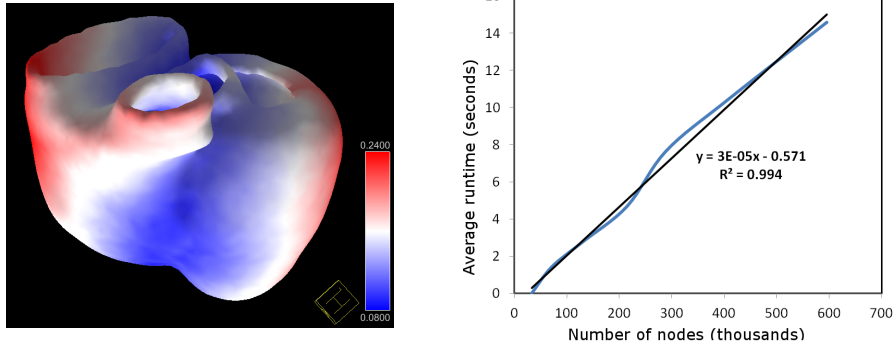 0.2400
0.0800
Average runtime (seconds)
14
12
10
8
6
4
2
0
y = 3E-05x - 0.571
R² = 0.994
0 100 200 300 400 500 600 700
Number of nodes (thousands)